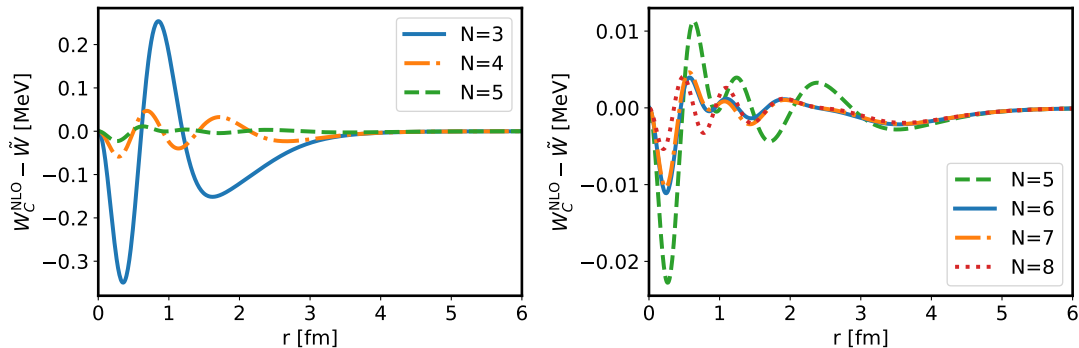 W_C^NLO − W̃ [MeV]
0.2
0.1
0.0
−0.1
−0.2
−0.3
0 1 2 3 4 5 6
r [fm]
N=3
N=4
N=5
W_C^NLO − W̃ [MeV]
0.01
0.00
−0.01
−0.02
0 1 2 3 4 5 6
r [fm]
N=5
N=6
N=7
N=8